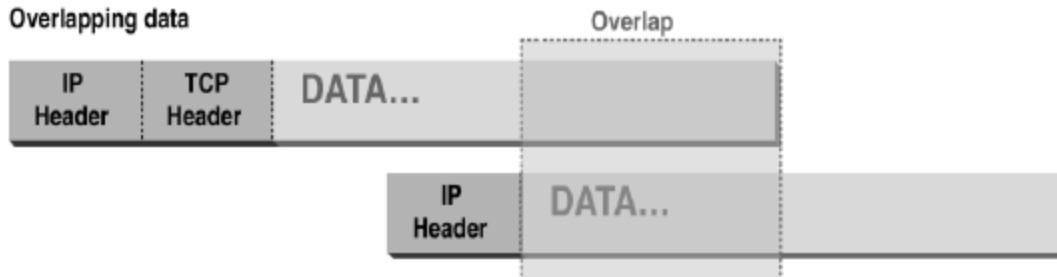 Overlapping data
Overlap
IP
Header
TCP
Header
DATA...
IP
Header
DATA...